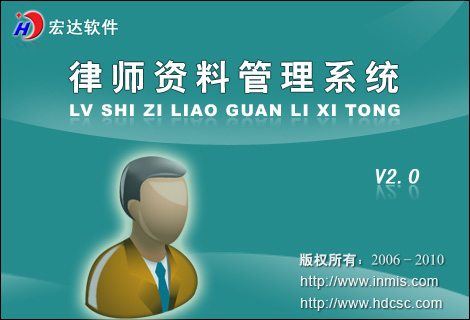 HD 宏达软件
律师资料管理系统
LV SHI ZI LIAO GUAN LI XI TONG
V2.0
版权所有：2006－2010
http://www.inmis.com
http://www.hdcsc.com